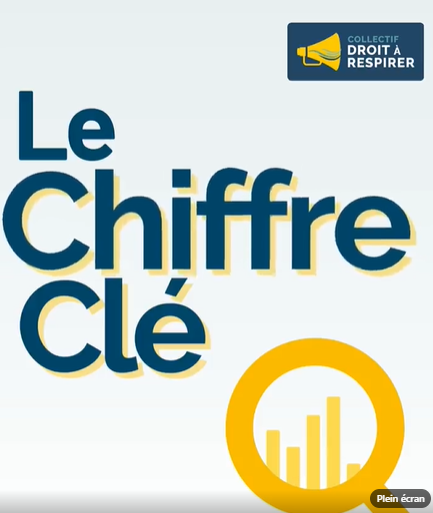 COLLECTIF
DROIT À
RESPIRER
Le
Chiffre
Clé
Plein écran